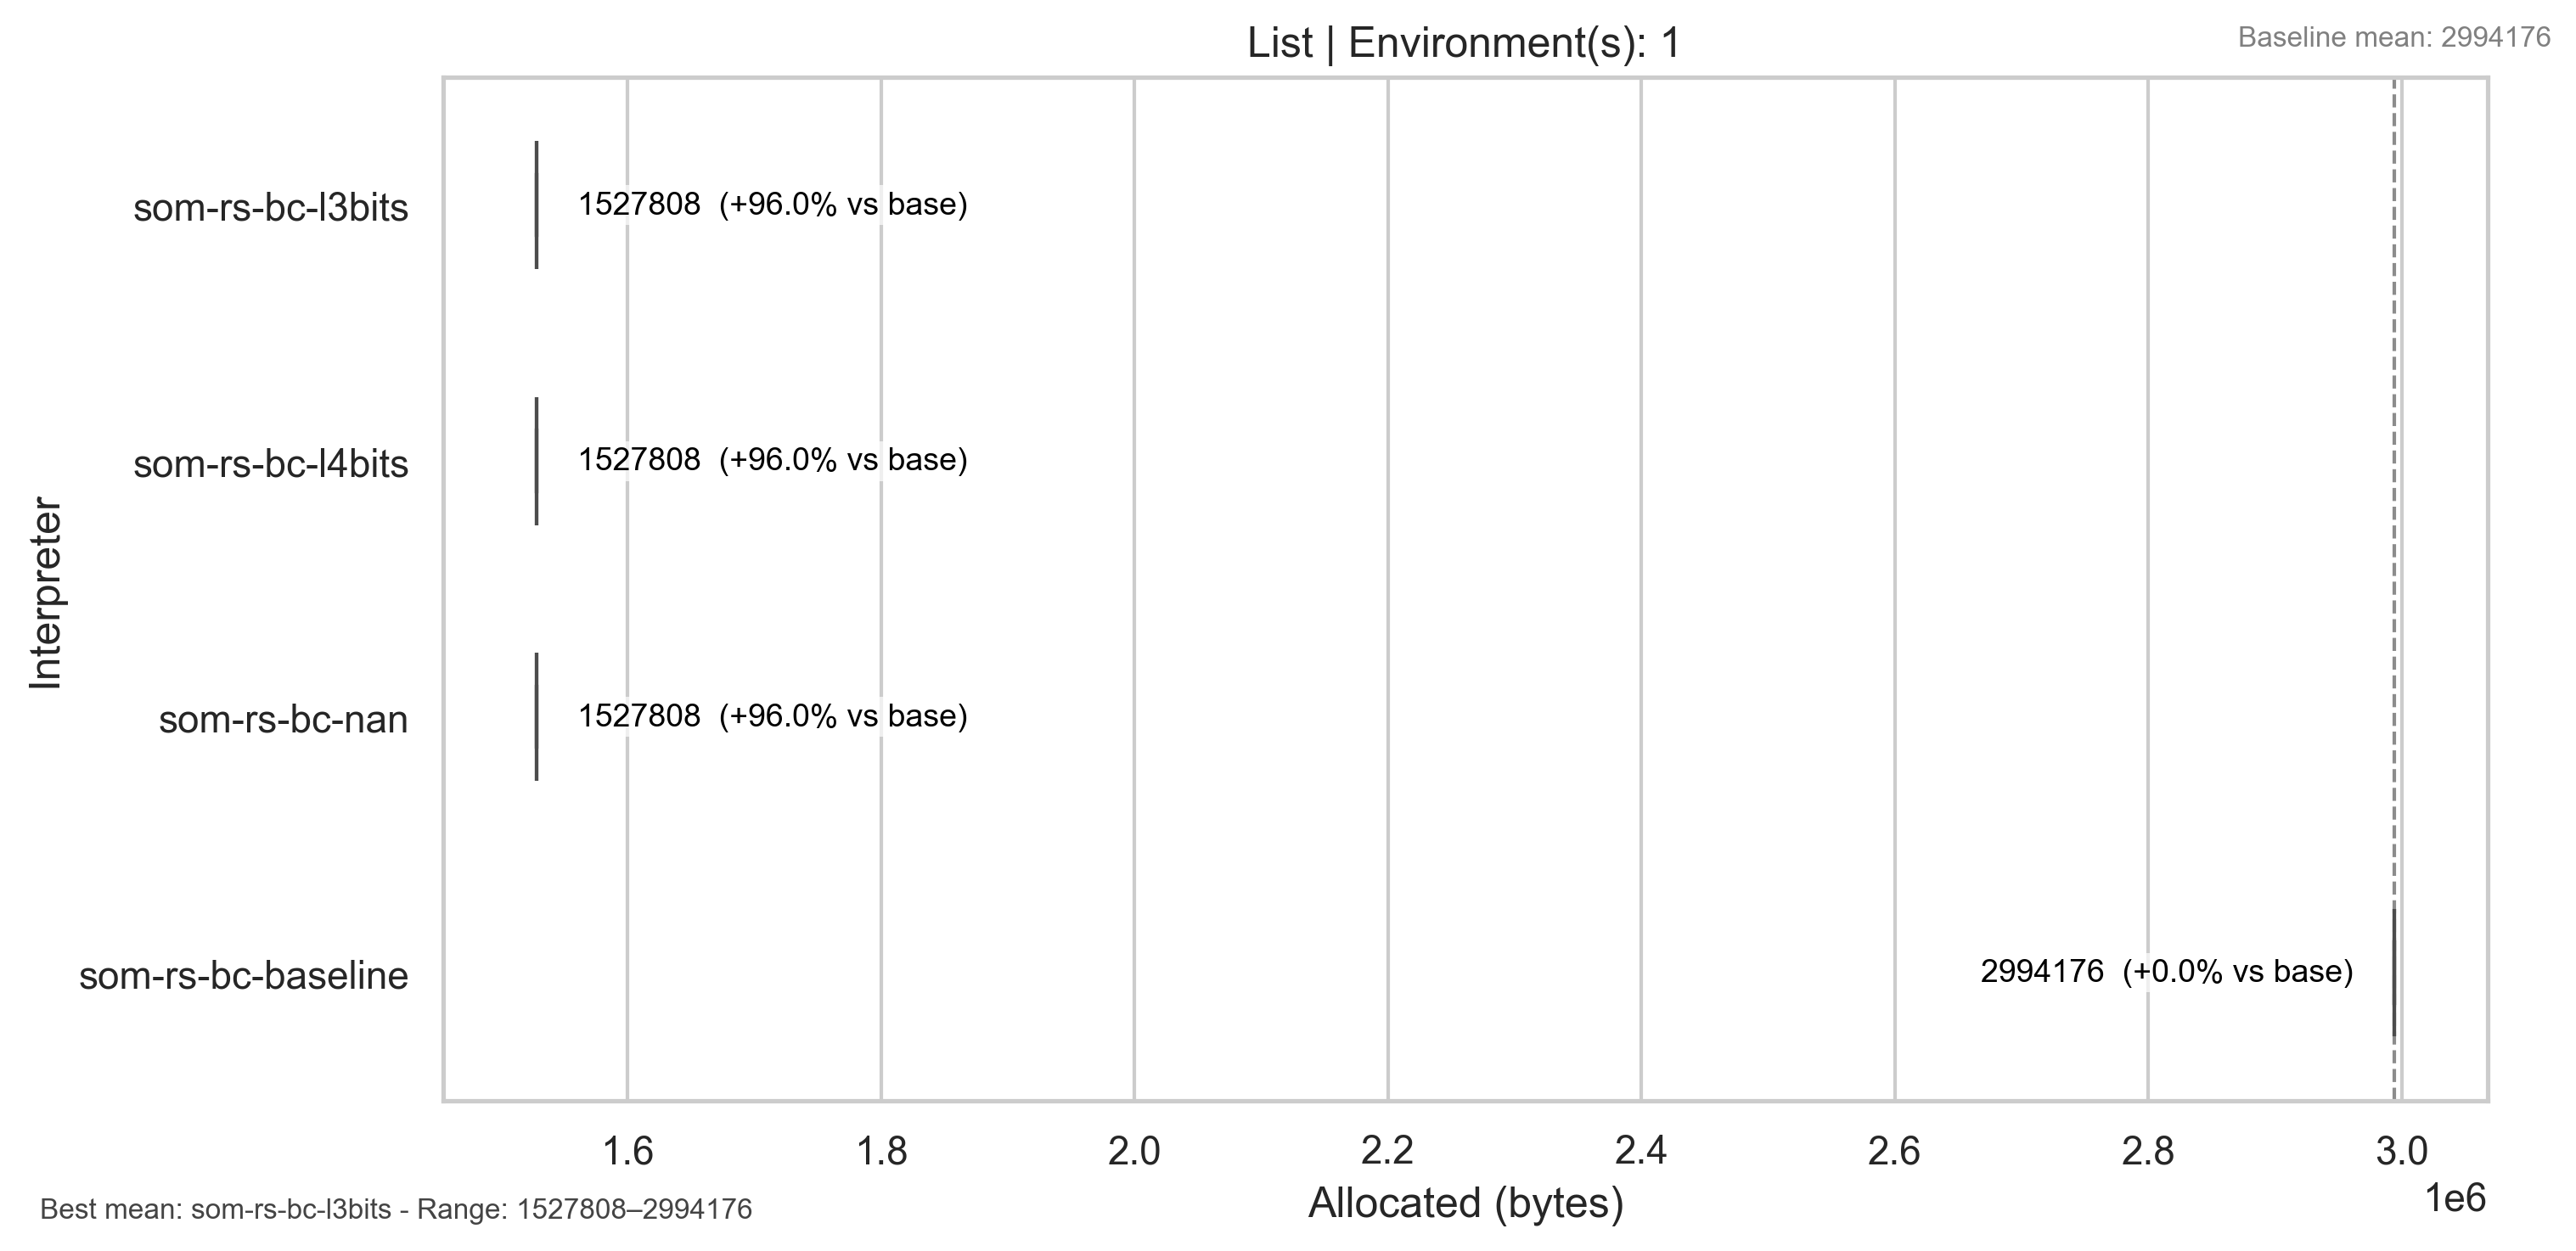 List | Environment(s): 1
Baseline mean: 2994176
som-rs-bc-l3bits
1527808  (+96.0% vs base)
som-rs-bc-l4bits
1527808  (+96.0% vs base)
som-rs-bc-nan
1527808  (+96.0% vs base)
som-rs-bc-baseline
2994176  (+0.0% vs base)
Interpreter
1.6 1.8 2.0 2.2 2.4 2.6 2.8 3.0
1e6
Allocated (bytes)
Best mean: som-rs-bc-l3bits - Range: 1527808–2994176